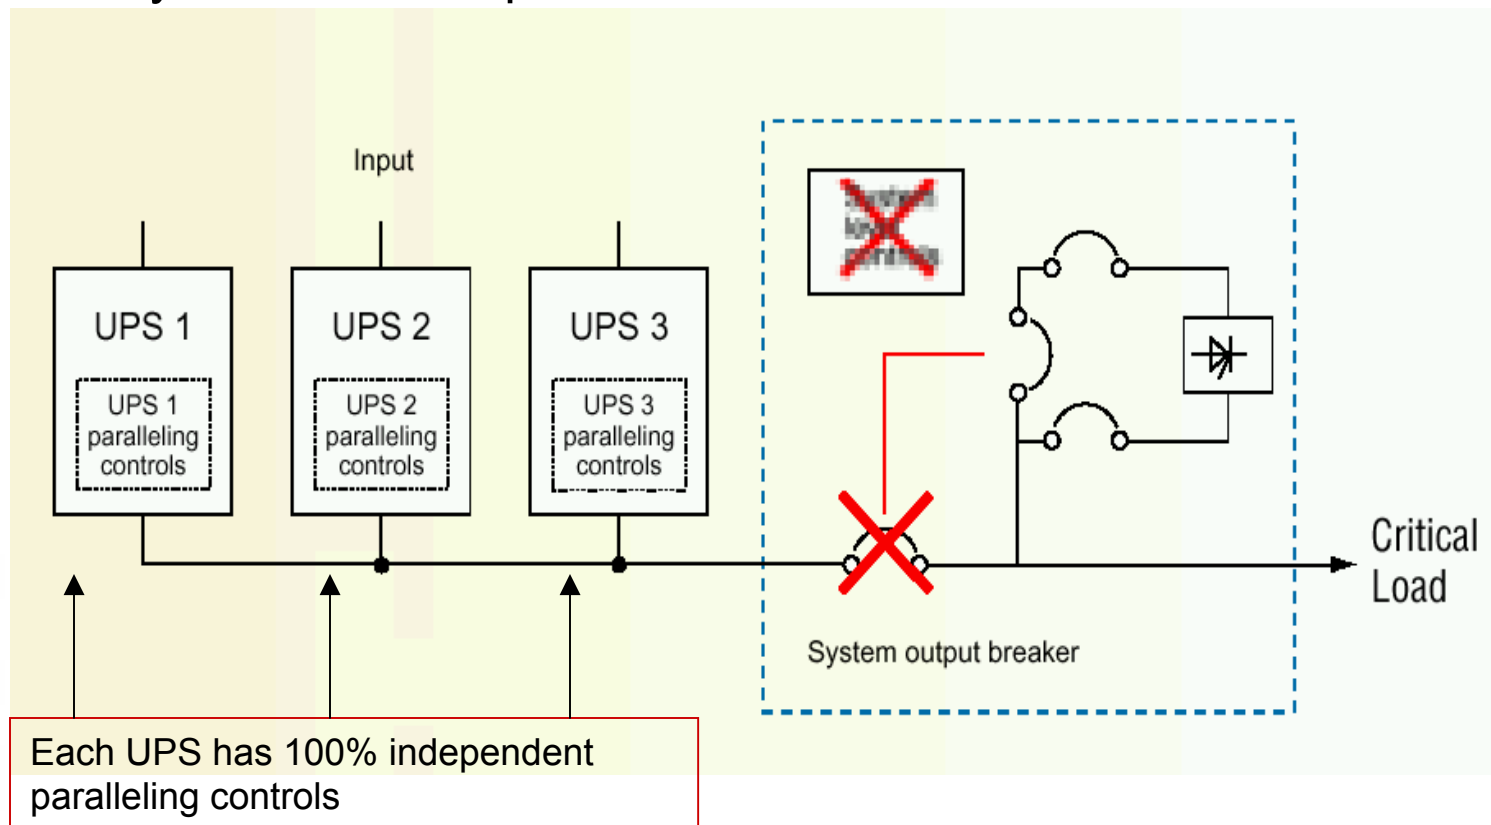 Input
UPS 1
UPS 1
paralleling
controls
UPS 2
UPS 2
paralleling
controls
UPS 3
UPS 3
paralleling
controls
System output breaker
Critical
Load
Each UPS has 100% independent
paralleling controls